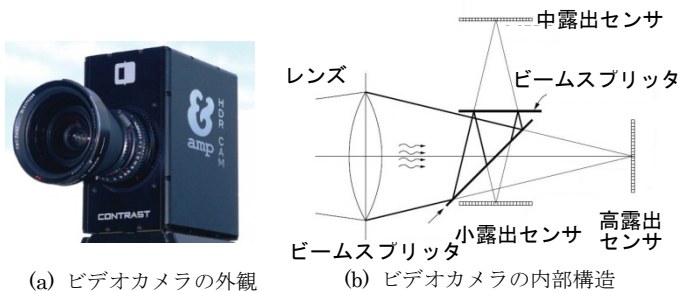 &
amp
HDR CAM
CONTRAST
(a) ビデオカメラの外観
中露出センサ
レンズ
ビームスプリッタ
ビームスプリッタ
小露出センサ
高露出
センサ
(b) ビデオカメラの内部構造